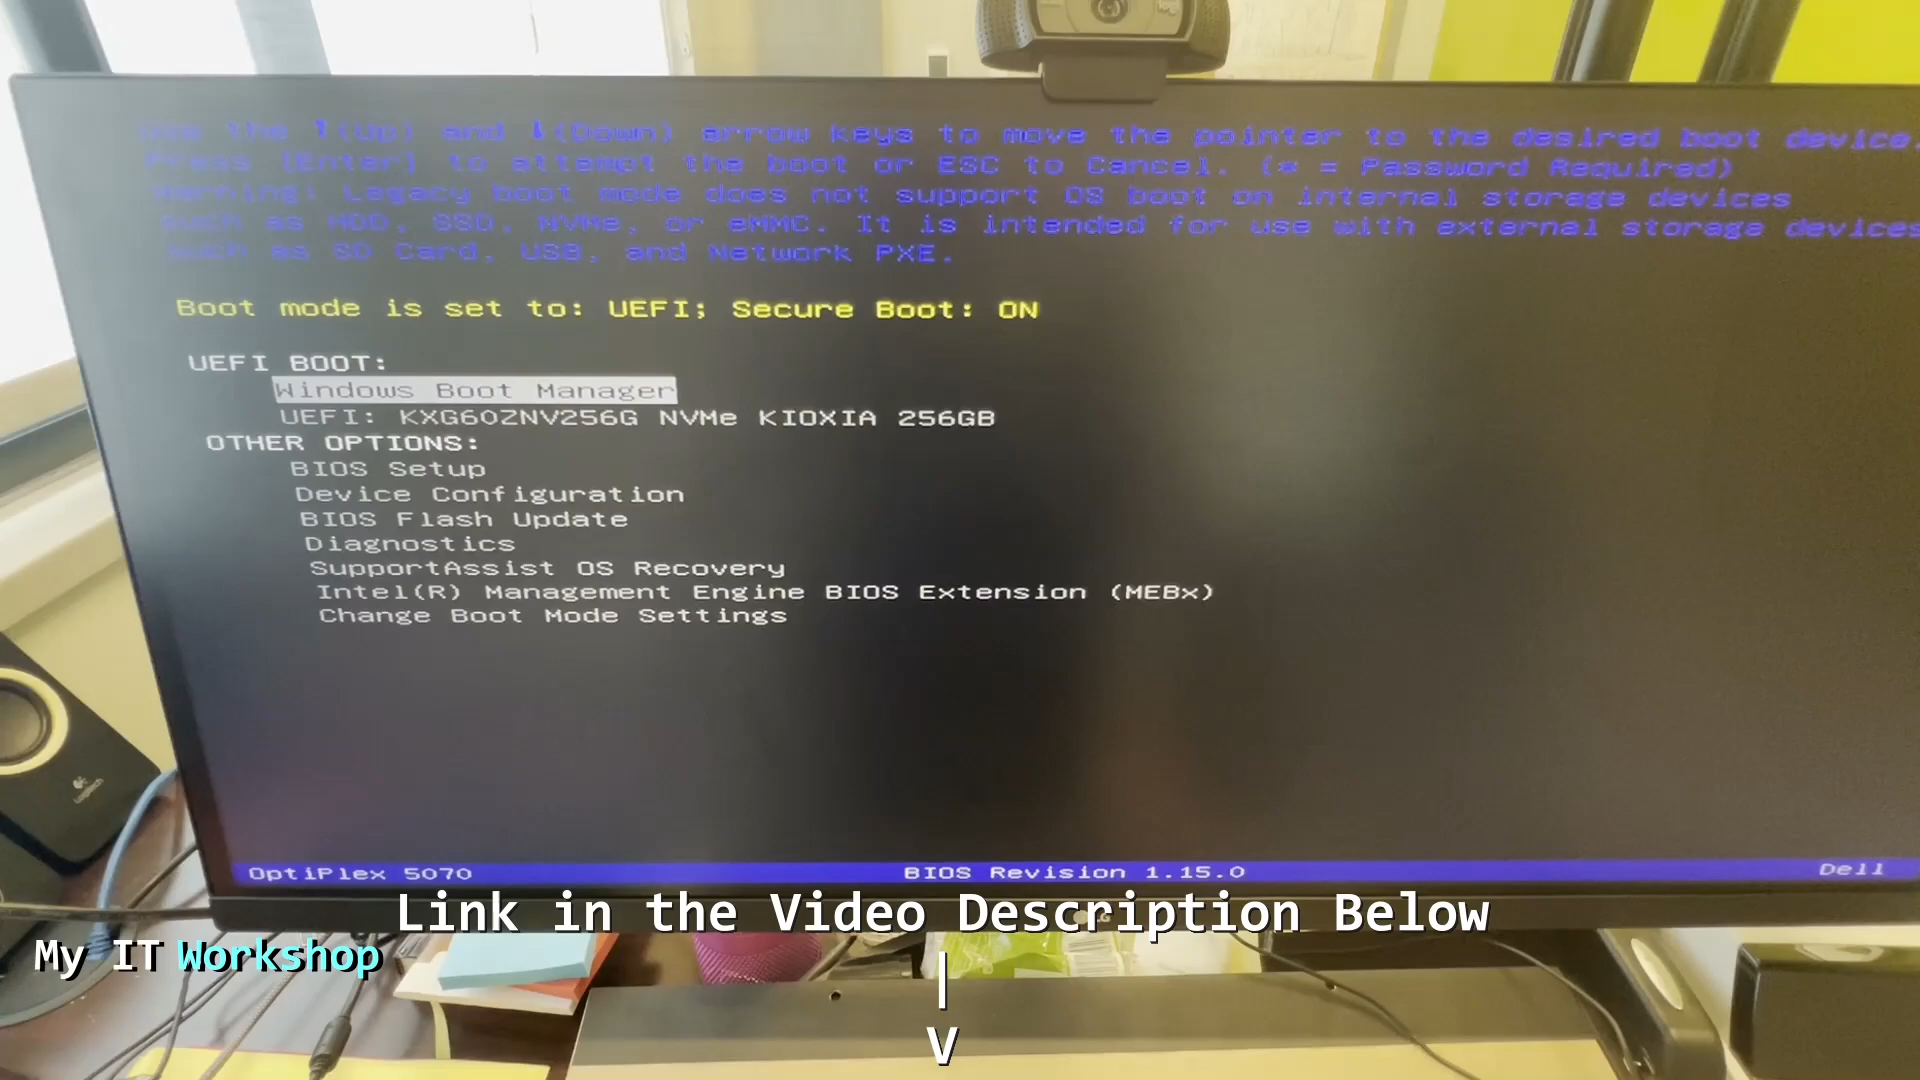 Use the ⬆(Up) and ⬇(Down) arrow keys to move the pointer to the desired boot device.
Press [Enter] to attempt the boot or ESC to Cancel. (* = Password Required)
Warning: Legacy boot mode does not support OS boot on internal storage devices
such as HDD, SSD, NVMe, or eMMC. It is intended for use with external storage devices
such as SD Card, USB, and Network PXE.
Boot mode is set to: UEFI; Secure Boot: ON
UEFI BOOT:
Windows Boot Manager
UEFI: KXG60ZNV256G NVMe KIOXIA 256GB
OTHER OPTIONS:
BIOS Setup
Device Configuration
BIOS Flash Update
Diagnostics
SupportAssist OS Recovery
Intel(R) Management Engine BIOS Extension (MEBx)
Change Boot Mode Settings
OptiPlex 5070 BIOS Revision 1.15.0 Dell
Link in the Video Description Below
|
V
My IT Workshop
Logitech